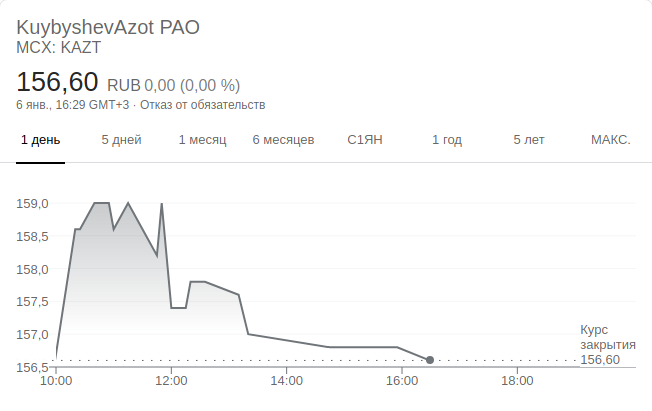 KuybyshevAzot PAO
MCX: KAZT
156,60 RUB 0,00 (0,00 %)
6 янв., 16:29 GMT+3 · Отказ от обязательств
1 день 5 дней 1 месяц 6 месяцев С1ЯН 1 год 5 лет МАКС.
159,0
158,5
158,0
157,5
157,0
156,5
Курс
закрытия
156,60
10:00 12:00 14:00 16:00 18:00